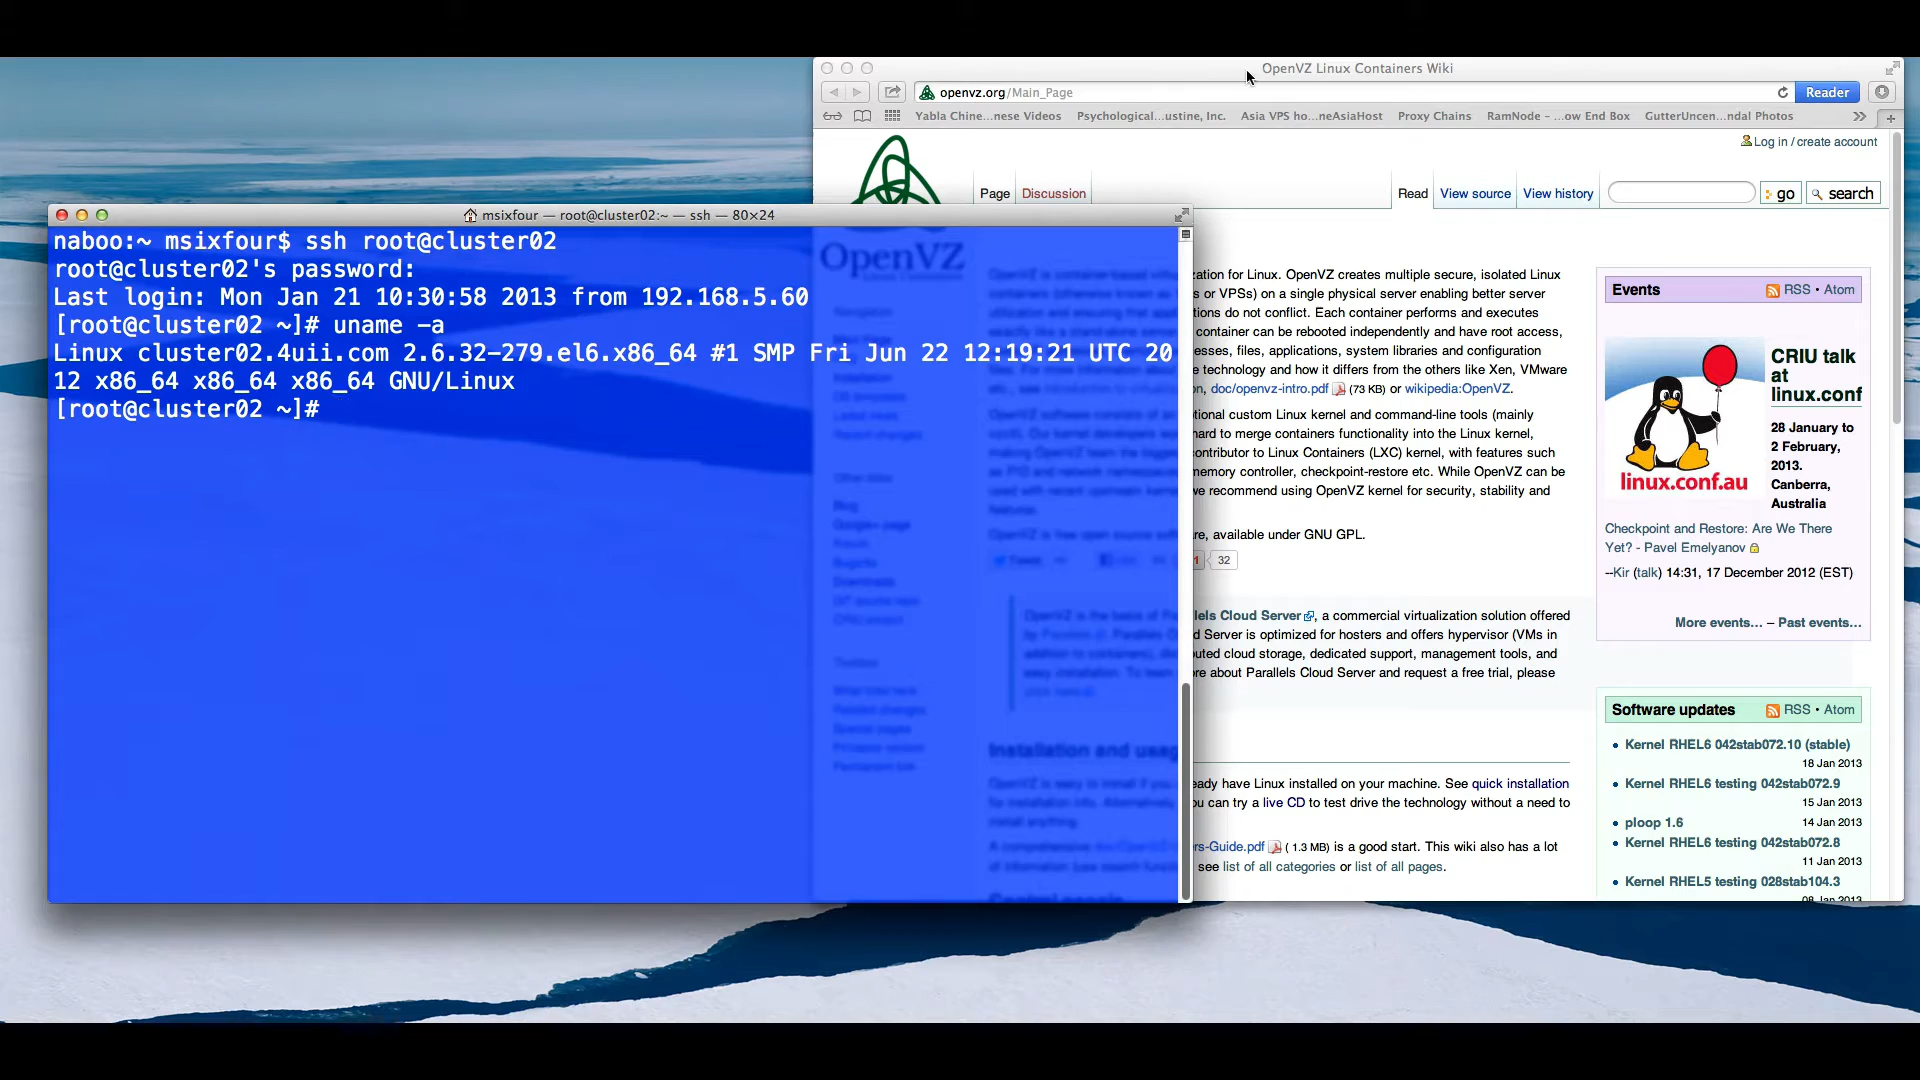 OpenVZ Linux Containers Wiki
openvz.org/Main_Page
Reader
Yabla Chine...nese Videos Psychological...ustine, Inc. Asia VPS ho...neAsiaHost Proxy Chains RamNode - ...ow End Box GutterUncen...ndal Photos
Log in / create account
Page Discussion Read View source View history go search
msixfour — root@cluster02:~ — ssh — 80×24
naboo:~ msixfour$ ssh root@cluster02
root@cluster02's password:
Last login: Mon Jan 21 10:30:58 2013 from 192.168.5.60
[root@cluster02 ~]# uname -a
Linux cluster02.4uii.com 2.6.32-279.el6.x86_64 #1 SMP Fri Jun 22 12:19:21 UTC 20
12 x86_64 x86_64 x86_64 GNU/Linux
[root@cluster02 ~]#
OpenVZ
Installation and usag
zation for Linux. OpenVZ creates multiple secure, isolated Linux
s or VPSs) on a single physical server enabling better server
tions do not conflict. Each container performs and executes
container can be rebooted independently and have root access,
esses, files, applications, system libraries and configuration
e technology and how it differs from the others like Xen, VMware
n, doc/openvz-intro.pdf (73 KB) or wikipedia:OpenVZ.
tional custom Linux kernel and command-line tools (mainly
hard to merge containers functionality into the Linux kernel,
ontributor to Linux Containers (LXC) kernel, with features such
memory controller, checkpoint-restore etc. While OpenVZ can be
we recommend using OpenVZ kernel for security, stability and
re, available under GNU GPL.
32
lels Cloud Server, a commercial virtualization solution offered
d Server is optimized for hosters and offers hypervisor (VMs in
outed cloud storage, dedicated support, management tools, and
re about Parallels Cloud Server and request a free trial, please
eady have Linux installed on your machine. See quick installation
ou can try a live CD to test drive the technology without a need to
rs-Guide.pdf ( 1.3 MB) is a good start. This wiki also has a lot
see list of all categories or list of all pages.
Events RSS • Atom
linux.conf.au
CRIU talk
at
linux.conf
28 January to
2 February,
2013.
Canberra,
Australia
Checkpoint and Restore: Are We There
Yet? - Pavel Emelyanov
--Kir (talk) 14:31, 17 December 2012 (EST)
More events... – Past events...
Software updates RSS • Atom
Kernel RHEL6 042stab072.10 (stable)
18 Jan 2013
Kernel RHEL6 testing 042stab072.9
15 Jan 2013
ploop 1.6 14 Jan 2013
Kernel RHEL6 testing 042stab072.8
11 Jan 2013
Kernel RHEL5 testing 028stab104.3
08 Jan 2013